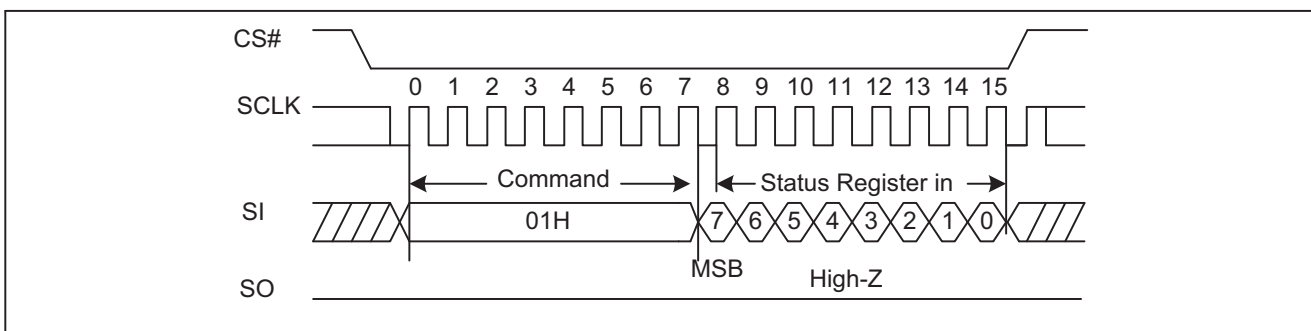 CS#
0 1 2 3 4 5 6 7 8 9 10 11 12 13 14 15
SCLK
Command Status Register in
SI 01H 7 6 5 4 3 2 1 0
MSB High-Z
SO